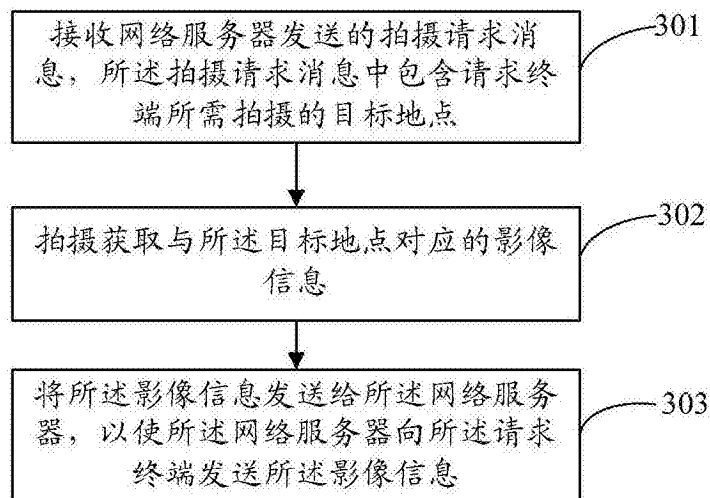 接收网络服务器发送的拍摄请求消
息，所述拍摄请求消息中包含请求终
端所需拍摄的目标地点
301
拍摄获取与所述目标地点对应的影像
信息
302
将所述影像信息发送给所述网络服务
器，以使所述网络服务器向所述请求
终端发送所述影像信息
303